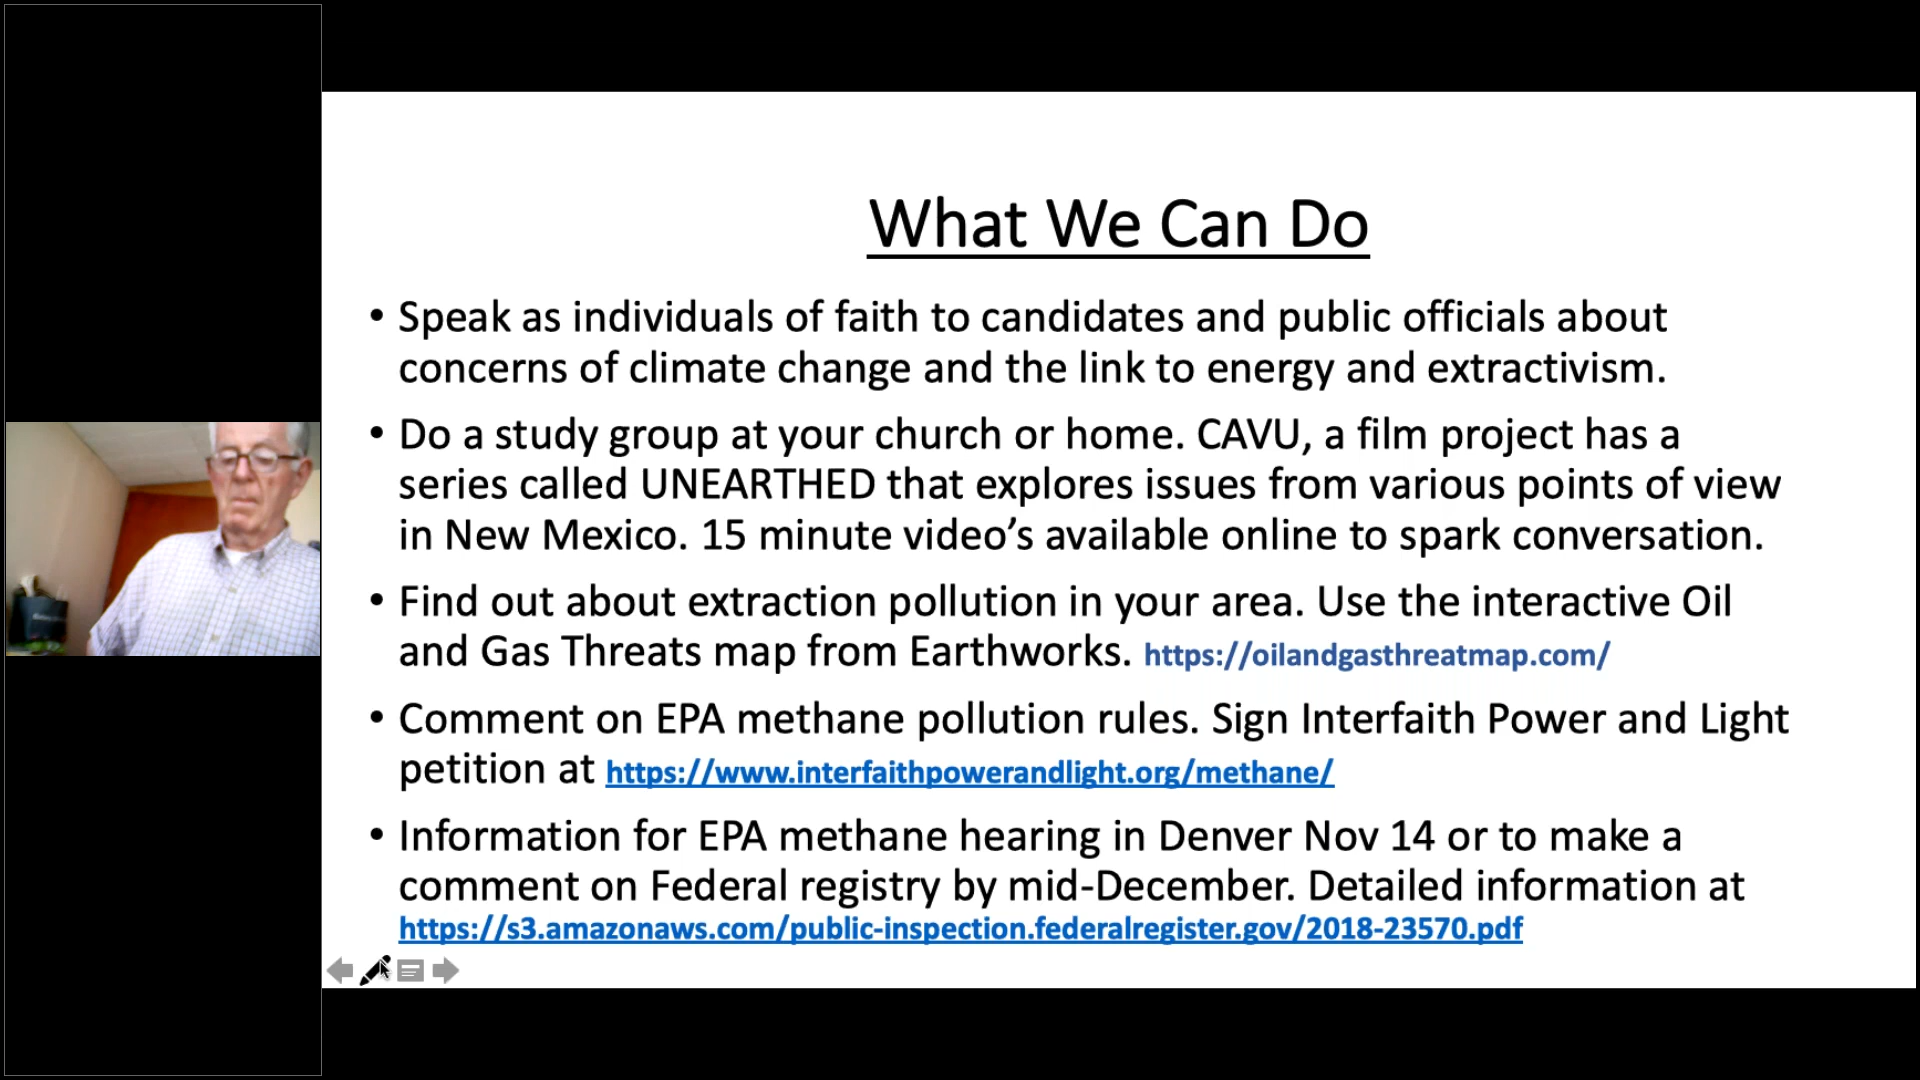 What We Can Do
• Speak as individuals of faith to candidates and public officials about
concerns of climate change and the link to energy and extractivism.
• Do a study group at your church or home. CAVU, a film project has a
series called UNEARTHED that explores issues from various points of view
in New Mexico. 15 minute video’s available online to spark conversation.
• Find out about extraction pollution in your area. Use the interactive Oil
and Gas Threats map from Earthworks. https://oilandgasthreatmap.com/
• Comment on EPA methane pollution rules. Sign Interfaith Power and Light
petition at https://www.interfaithpowerandlight.org/methane/
• Information for EPA methane hearing in Denver Nov 14 or to make a
comment on Federal registry by mid-December. Detailed information at
https://s3.amazonaws.com/public-inspection.federalregister.gov/2018-23570.pdf